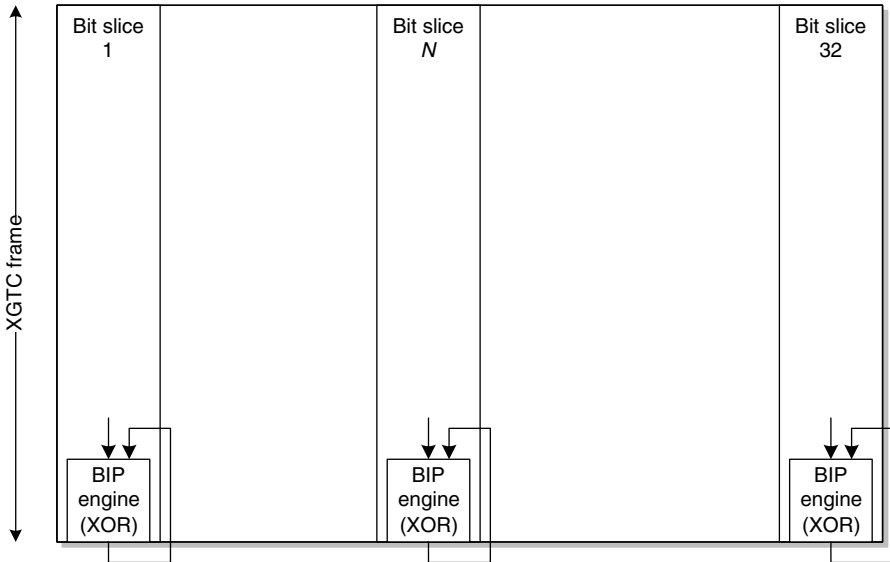 Bit slice
1
Bit slice
N
Bit slice
32
XGTC frame
BIP
engine
(XOR)
BIP
engine
(XOR)
BIP
engine
(XOR)